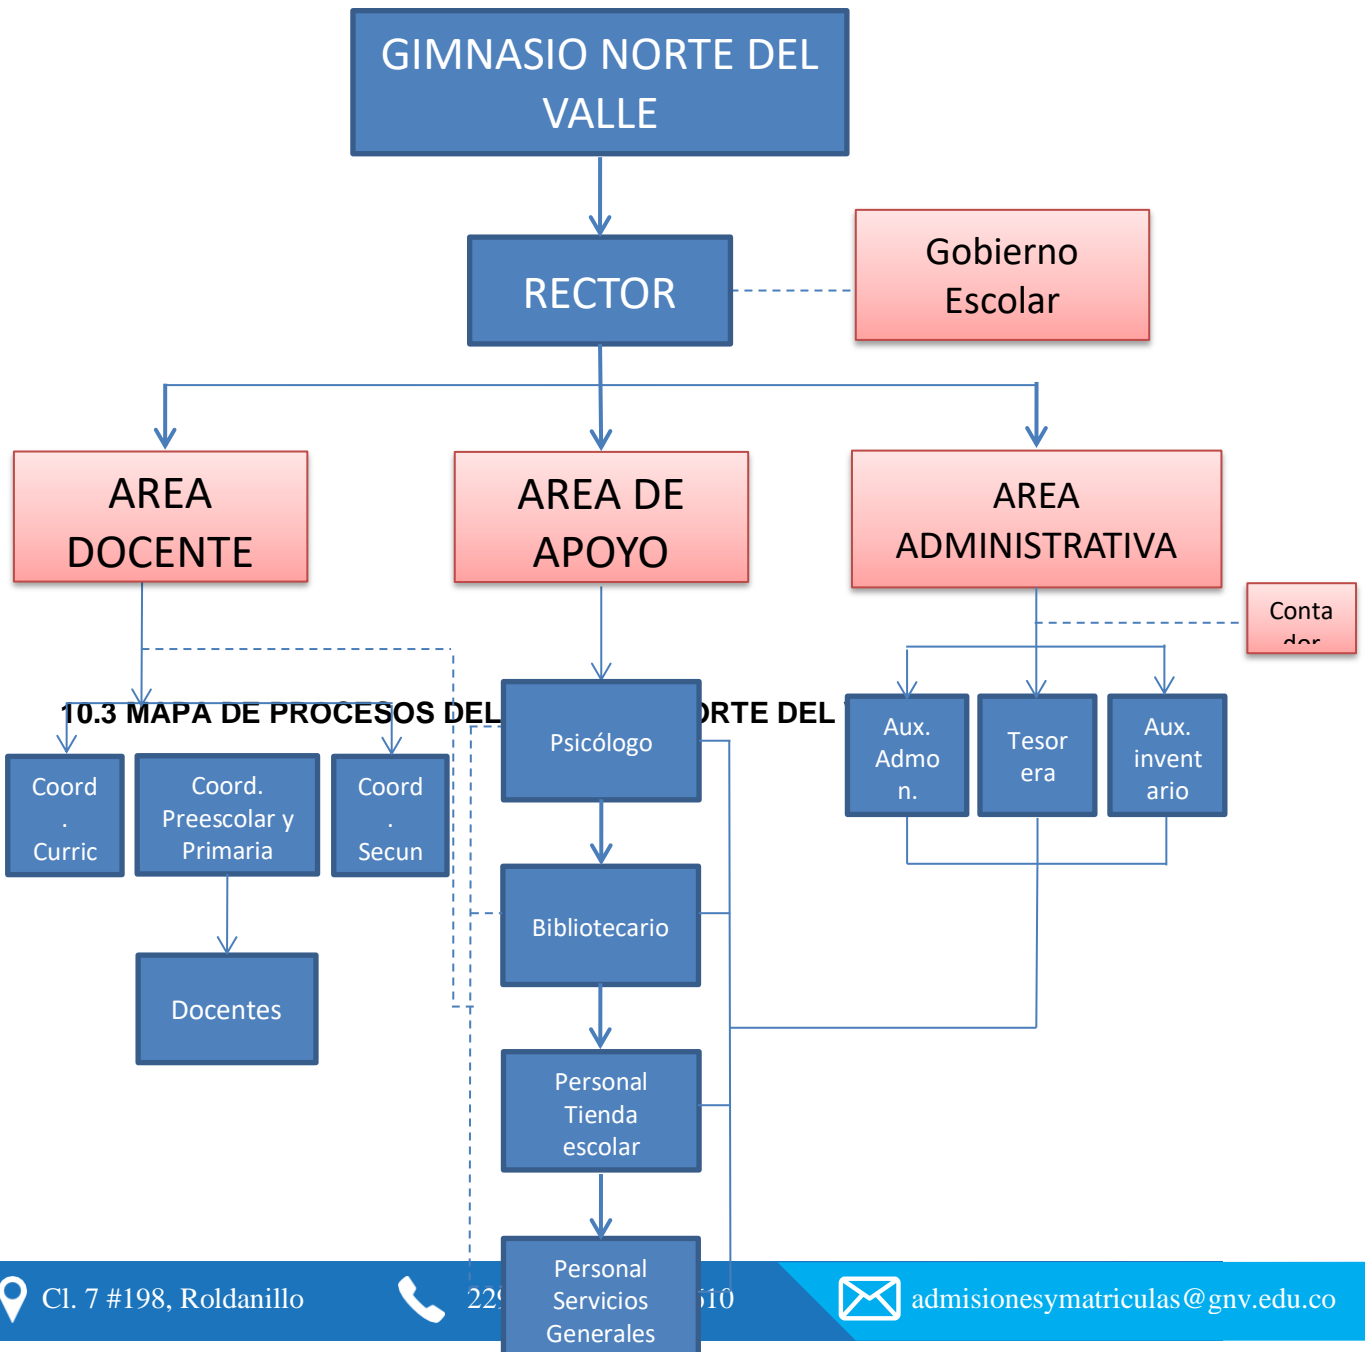 GIMNASIO NORTE DEL
VALLE
RECTOR
Gobierno
Escolar
AREA
DOCENTE
AREA DE
APOYO
AREA
ADMINISTRATIVA
Conta
dor
10.3 MAPA DE PROCESOS DEL
DEL
Psicólogo
Aux.
Admo
n.
Tesor
era
Aux.
invent
ario
Coord
.
Curric
Coord.
Preescolar y
Primaria
Coord
.
Secun
Bibliotecario
Docentes
Personal
Tienda
escolar
Personal
Servicios
Generales
Cl. 7 #198, Roldanillo
admisionesymatriculas@gnv.edu.co